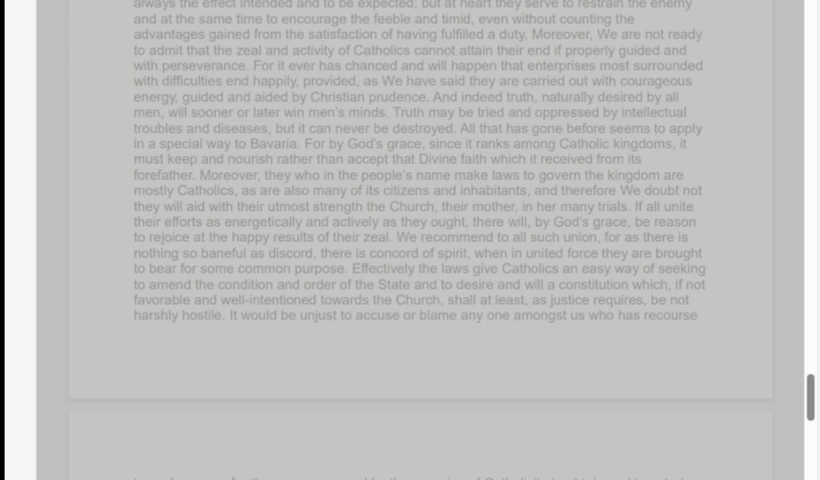 always the effect intended and to be expected; but at heart they serve to restrain the enemy
and at the same time to encourage the feeble and timid, even without counting the
advantages gained from the satisfaction of having fulfilled a duty. Moreover, We are not ready
to admit that the zeal and activity of Catholics cannot attain their end if properly guided and
with perseverance. For it ever has chanced and will happen that enterprises most surrounded
with difficulties end happily, provided, as We have said they are carried out with courageous
energy, guided and aided by Christian prudence. And indeed truth, naturally desired by all
men, will sooner or later win men's minds. Truth may be tried and oppressed by intellectual
troubles and diseases, but it can never be destroyed. All that has gone before seems to apply
in a special way to Bavaria. For by God's grace, since it ranks among Catholic kingdoms, it
must keep and nourish rather than accept that Divine faith which it received from its
forefather. Moreover, they who in the people's name make laws to govern the kingdom are
mostly Catholics, as are also many of its citizens and inhabitants, and therefore We doubt not
they will aid with their utmost strength the Church, their mother, in her many trials. If all unite
their efforts as energetically and actively as they ought, there will, by God's grace, be reason
to rejoice at the happy results of their zeal. We recommend to all such union, for as there is
nothing so baneful as discord, there is concord of spirit, when in united force they are brought
to bear for some common purpose. Effectively the laws give Catholics an easy way of seeking
to amend the condition and order of the State and to desire and will a constitution which, if not
favorable and well-intentioned towards the Church, shall at least, as justice requires, be not
harshly hostile. It would be unjust to accuse or blame any one amongst us who has recourse